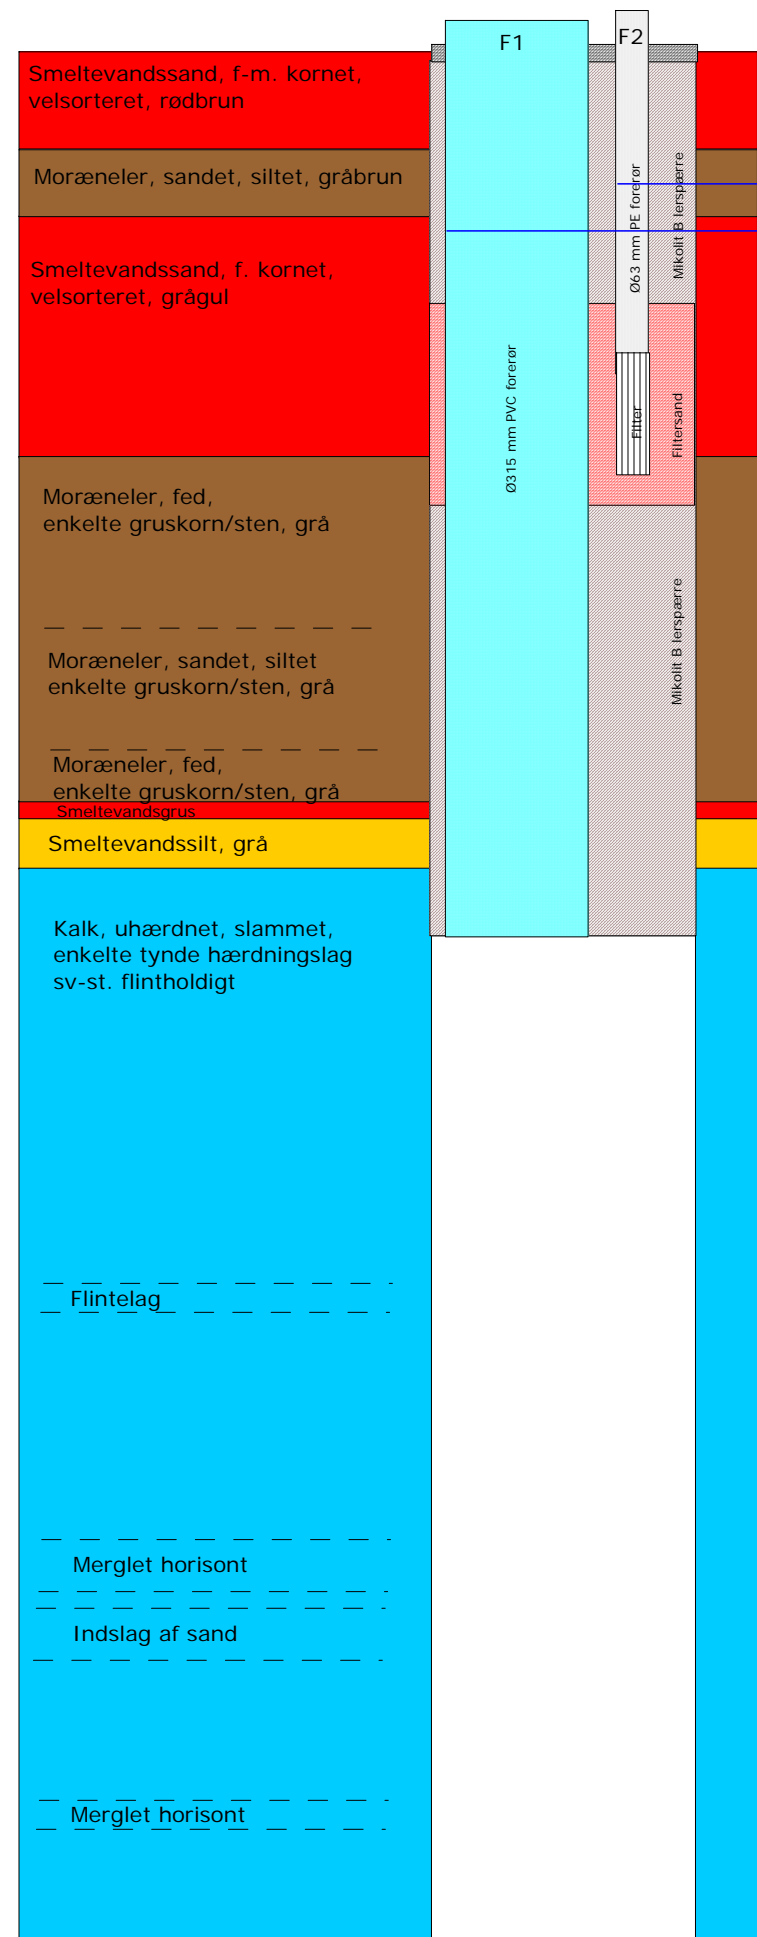 F1
F2
Smeltevandssand, f-m. kornet,
velsorteret, rødbrun
Moræneler, sandet, siltet, gråbrun
Smeltevandssand, f. kornet,
velsorteret, grågul
Moræneler, fed,
enkelte gruskorn/sten, grå
Moræneler, sandet, siltet
enkelte gruskorn/sten, grå
Moræneler, fed,
enkelte gruskorn/sten, grå
Smeltevandsgrus
Smeltevandssilt, grå
Kalk, uhærdnet, slammet,
enkelte tynde hærdningslag
sv-st. flintholdigt
Flintelag
Merglet horisont
Indslag af sand
Merglet horisont
Ø315 mm PVC forerør
Ø63 mm PE forerør
Filter
Mikolit B lerspærre
Filtersand
Mikolit B lerspærre